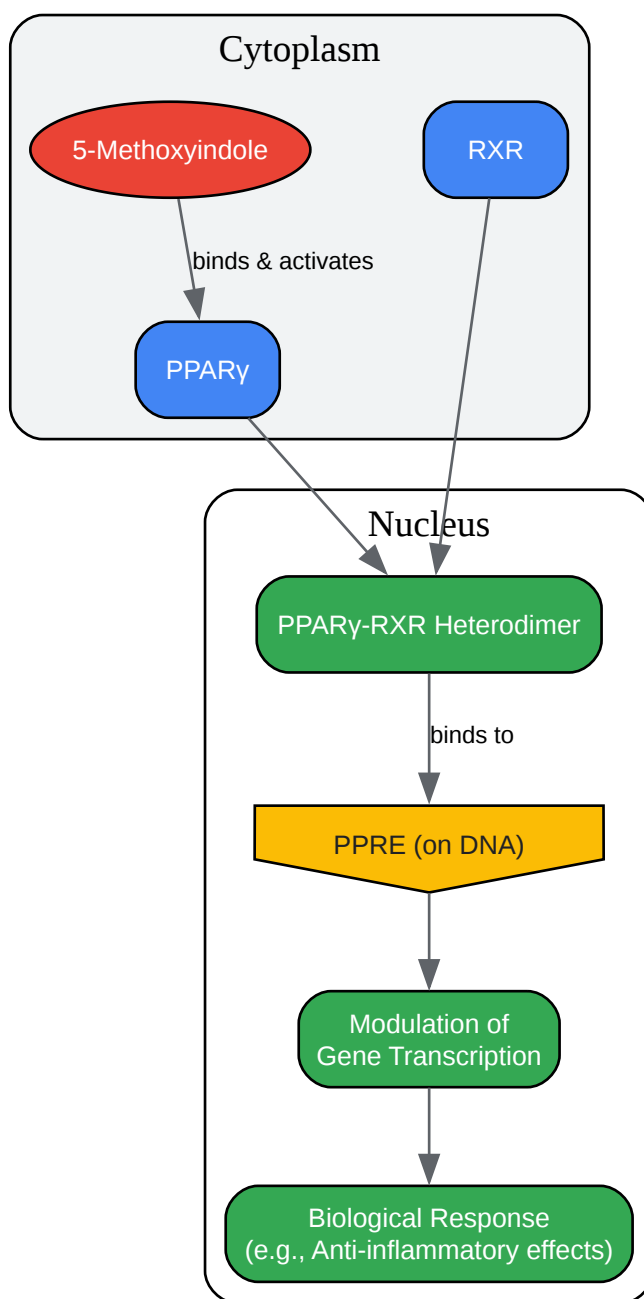 Cytoplasm
5-Methoxyindole
RXR
binds & activates
PPARγ
Nucleus
PPARγ-RXR Heterodimer
binds to
PPRE (on DNA)
Modulation of
Gene Transcription
Biological Response
(e.g., Anti-inflammatory effects)